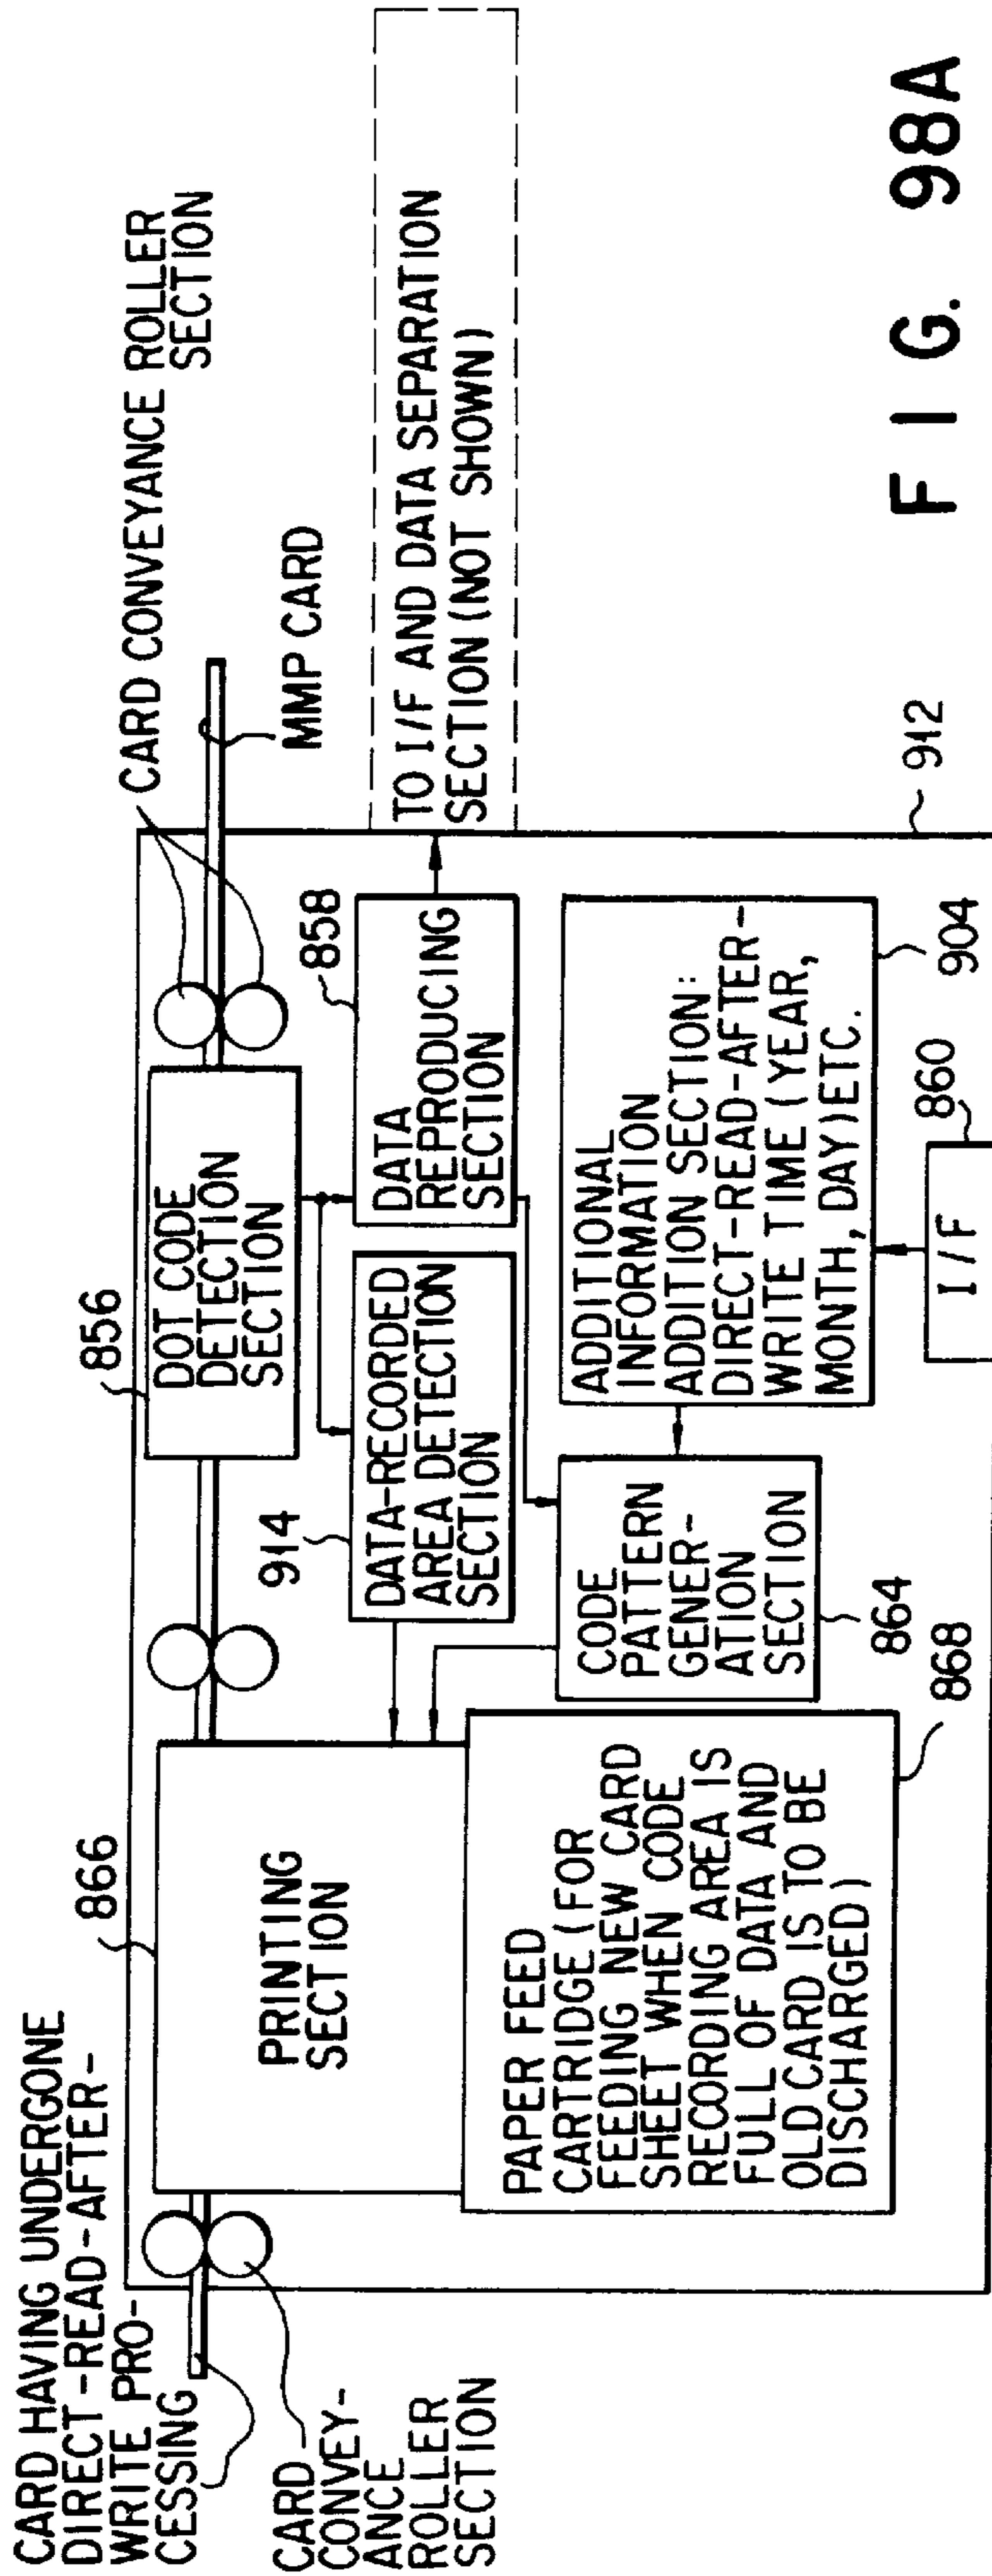 CARD HAVING UNDERGONE
DIRECT-READ-AFTER-
WRITE PRO-
CESSING
CARD
CONVEY-
ANCE
ROLLER
SECTION
866
PRINTING
SECTION
PAPER FEED
CARTRIDGE (FOR
FEEDING NEW CARD
SHEET WHEN CODE
RECORDING AREA IS
FULL OF DATA AND
OLD CARD IS TO BE
DISCHARGED)
868
856
DOT CODE
DETECTION
SECTION
914
DATA-RECORDED
AREA DETECTION
SECTION
858
DATA
REPRODUCING
SECTION
CODE
PATTERN
GENER-
ATION
SECTION
864
ADDITIONAL
INFORMATION
ADDITION SECTION:
DIRECT-READ-AFTER-
WRITE TIME (YEAR,
MONTH, DAY) ETC.
904
860
I/F
912
CARD CONVEYANCE ROLLER
SECTION
MMP CARD
TO I/F AND DATA SEPARATION
SECTION (NOT SHOWN)
FIG. 98A